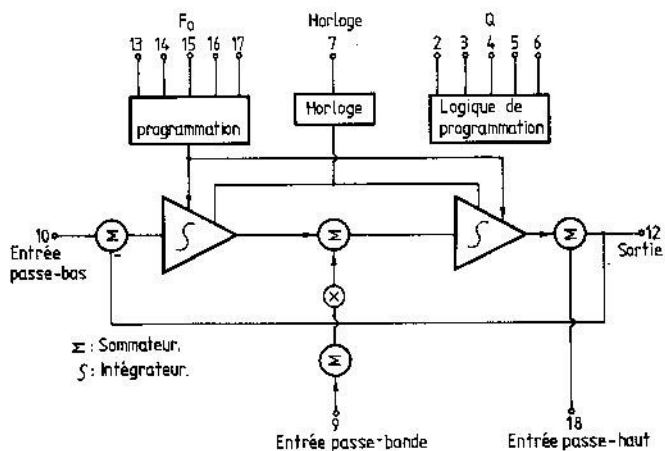 Fo
Horloge
Q
13 14 15 16 17
7
2 3 4 5 6
programmation
Horloge
Logique de
programmation
10
Entrée
passe-bas
Σ
-
∫
Σ
∫
Σ
12
Sortie
×
Σ
Σ : Sommateur.
∫ : Intégrateur.
9
Entrée passe-bande
18
Entrée passe-haut